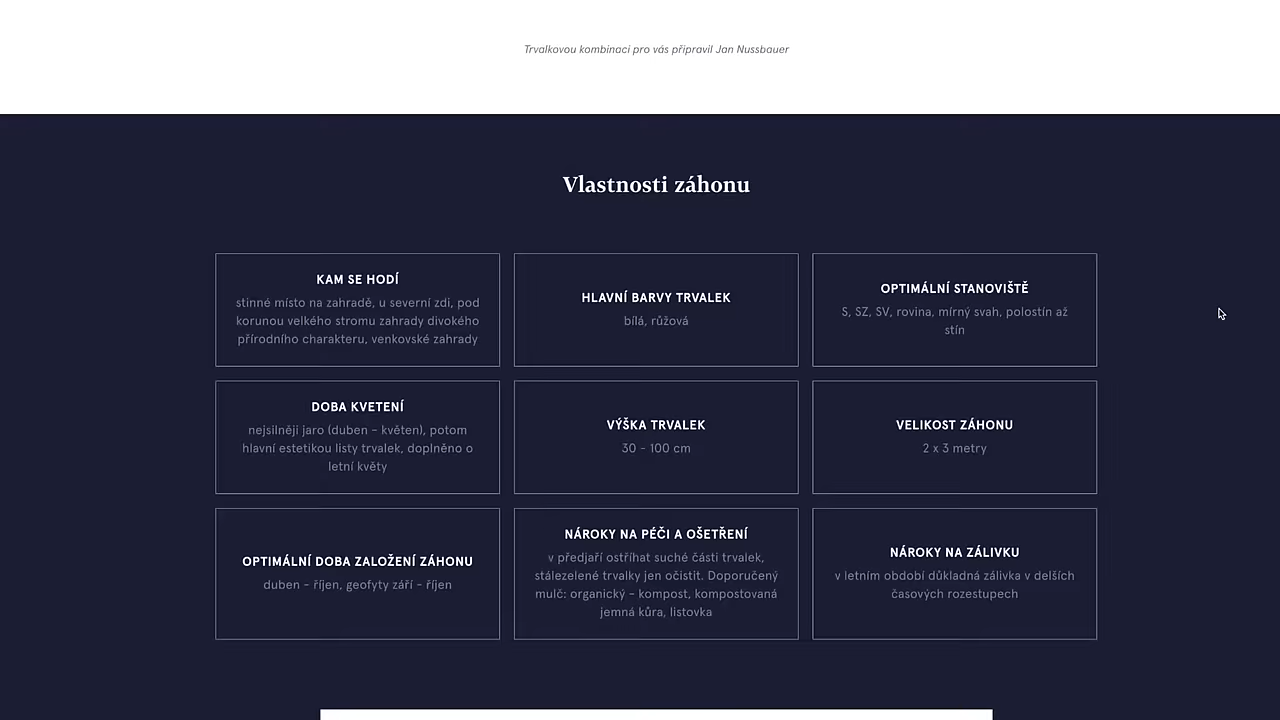 Trvalkovou kombinaci pro vás připravil Jan Nussbauer
Vlastnosti záhonu
KAM SE HODÍ
stinné místo na zahradě, u severní zdi, pod
korunou velkého stromu zahrady divokého
přírodního charakteru, venkovské zahrady
HLAVNÍ BARVY TRVALEK
bílá, růžová
OPTIMÁLNÍ STANOVIŠTĚ
S, SZ, SV, rovina, mírný svah, polostín až
stín
DOBA KVETENÍ
nejsilněji jaro (duben – květen), potom
hlavní estetikou listy trvalek, doplněno o
letní květy
VÝŠKA TRVALEK
30 - 100 cm
VELIKOST ZÁHONU
2 x 3 metry
OPTIMÁLNÍ DOBA ZALOŽENÍ ZÁHONU
duben – říjen, geofyty září – říjen
NÁROKY NA PÉČI A OŠETŘENÍ
v předjaří ostříhat suché části trvalek,
stálezelené trvalky jen očistit. Doporučený
mulč: organický – kompost, kompostovaná
jemná kůra, listovka
NÁROKY NA ZÁLIVKU
v letním období důkladná zálivka v delších
časových rozestupech